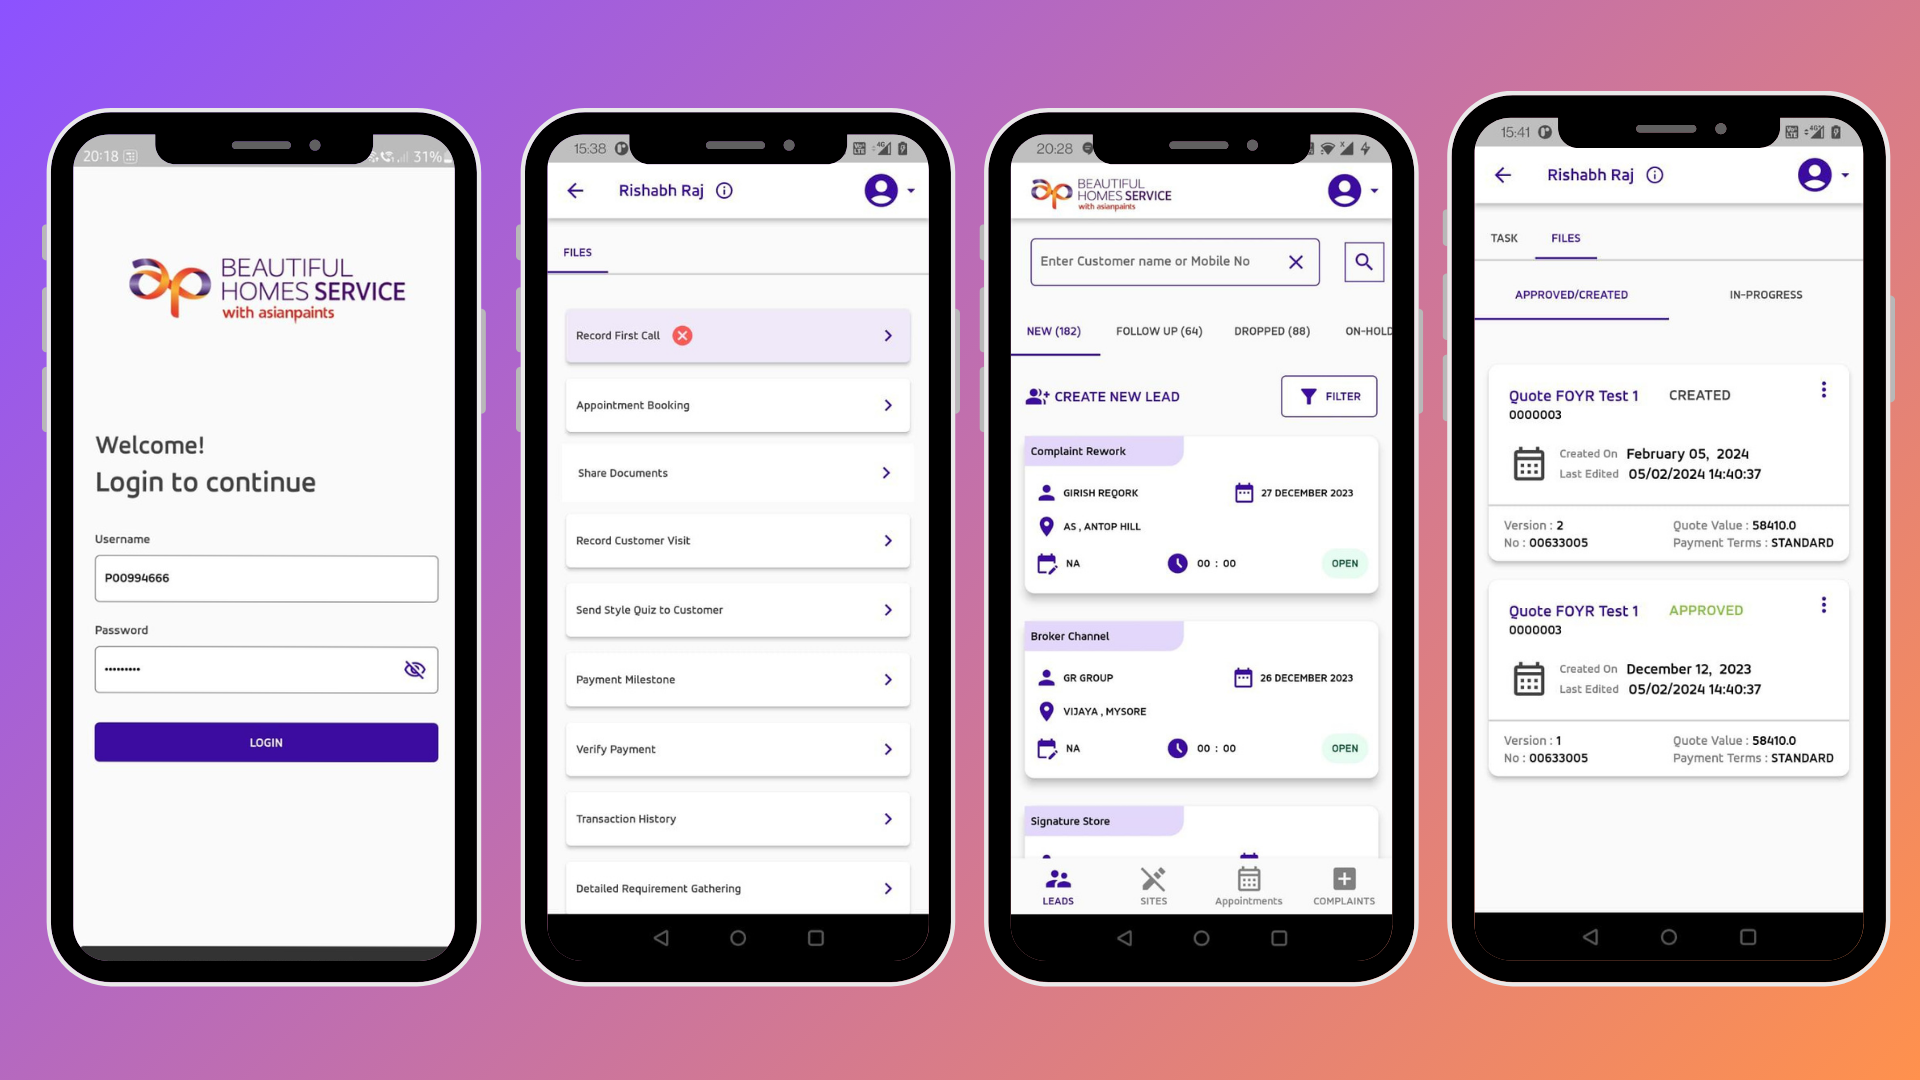 20:18
31%
BEAUTIFUL
HOMES SERVICE
with asianpaints
Welcome!
Login to continue
Username
P00994666
Password
•••••••••
LOGIN
15:38
Rishabh Raj
FILES
Record First Call
Appointment Booking
Share Documents
Record Customer Visit
Send Style Quiz to Customer
Payment Milestone
Verify Payment
Transaction History
Detailed Requirement Gathering
20:28
BEAUTIFUL
HOMES SERVICE
with asianpaints
Enter Customer name or Mobile No
NEW (182) FOLLOW UP (64) DROPPED (88) ON-HOLD
CREATE NEW LEAD FILTER
Complaint Rework
GIRISH REQORK 27 DECEMBER 2023
AS , ANTOP HILL
NA 00 : 00 OPEN
Broker Channel
GR GROUP 26 DECEMBER 2023
VIJAYA , MYSORE
NA 00 : 00 OPEN
Signature Store
LEADS SITES Appointments COMPLAINTS
15:41
Rishabh Raj
TASK FILES
APPROVED/CREATED IN-PROGRESS
Quote FOYR Test 1 CREATED
0000003
Created On February 05, 2024
Last Edited 05/02/2024 14:40:37
Version : 2 Quote Value : 58410.0
No : 00633005 Payment Terms : STANDARD
Quote FOYR Test 1 APPROVED
0000003
Created On December 12, 2023
Last Edited 05/02/2024 14:40:37
Version : 1 Quote Value : 58410.0
No : 00633005 Payment Terms : STANDARD